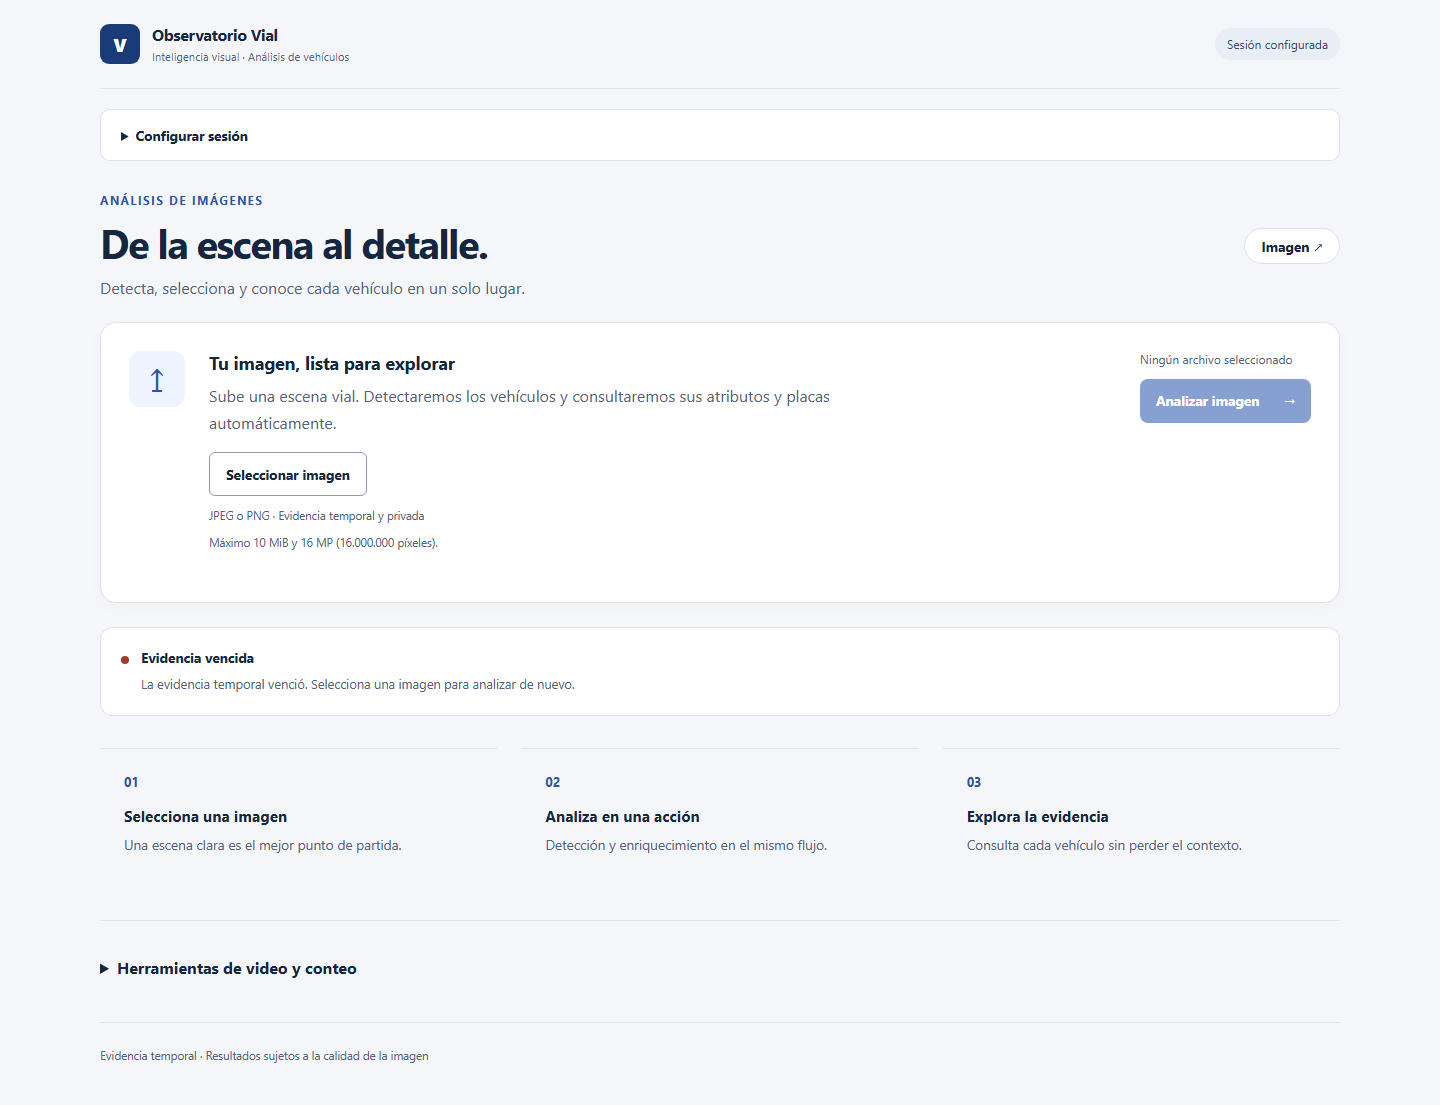 V
Observatorio Vial
Inteligencia visual · Análisis de vehículos
Sesión configurada
▶ Configurar sesión
ANÁLISIS DE IMÁGENES
De la escena al detalle.
Imagen ↗
Detecta, selecciona y conoce cada vehículo en un solo lugar.
Tu imagen, lista para explorar
Sube una escena vial. Detectaremos los vehículos y consultaremos sus atributos y placas
automáticamente.
Seleccionar imagen
JPEG o PNG · Evidencia temporal y privada
Máximo 10 MiB y 16 MP (16.000.000 píxeles).
Ningún archivo seleccionado
Analizar imagen →
Evidencia vencida
La evidencia temporal venció. Selecciona una imagen para analizar de nuevo.
01
Selecciona una imagen
Una escena clara es el mejor punto de partida.
02
Analiza en una acción
Detección y enriquecimiento en el mismo flujo.
03
Explora la evidencia
Consulta cada vehículo sin perder el contexto.
▶ Herramientas de video y conteo
Evidencia temporal · Resultados sujetos a la calidad de la imagen